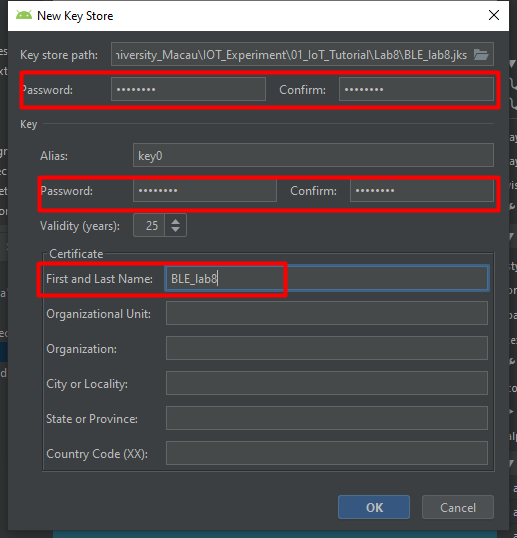 New Key Store
Key store path: niversity_Macau\IOT_Experiment\01_IoT_Tutorial\Lab8\BLE_lab8.jks
Password: •••••••• Confirm: ••••••••
Key
Alias: key0
Password: •••••••• Confirm: ••••••••
Validity (years): 25
Certificate
First and Last Name: BLE_lab8
Organizational Unit:
Organization:
City or Locality:
State or Province:
Country Code (XX):
OK Cancel